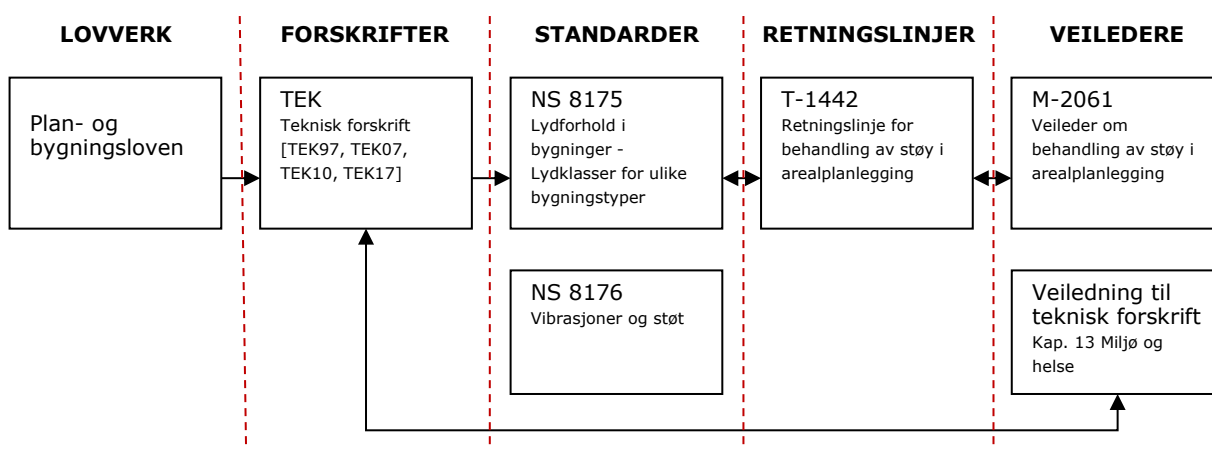 LOVVERK
FORSKRIFTER
STANDARDER
RETNINGSLINJER
VEILEDERE
Plan- og
bygningsloven
TEK
Teknisk forskrift
[TEK97, TEK07,
TEK10, TEK17]
NS 8175
Lydforhold i
bygninger -
Lydklasser for ulike
bygningstyper
T-1442
Retningslinje for
behandling av støy i
arealplanlegging
M-2061
Veileder om
behandling av støy i
arealplanlegging
NS 8176
Vibrasjoner og støt
Veiledning til
teknisk forskrift
Kap. 13 Miljø og
helse